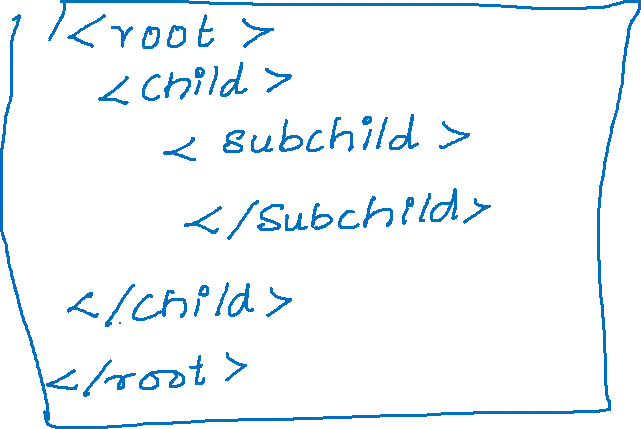 <root>
<child>
<subchild>
</Subchild>
</child>
</root>